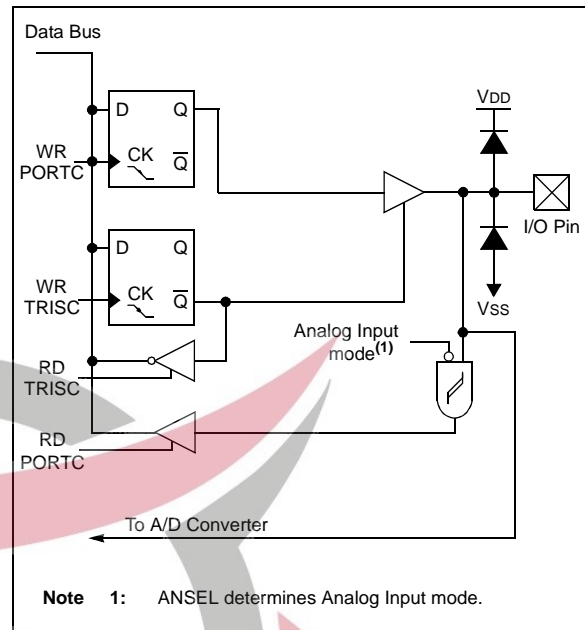 Data Bus
D Q
WR
PORTC
CK Q
VDD
I/O Pin
D Q
WR
TRISC
CK Q
VSS
Analog Input
mode(1)
RD
TRISC
RD
PORTC
To A/D Converter
Note 1: ANSEL determines Analog Input mode.